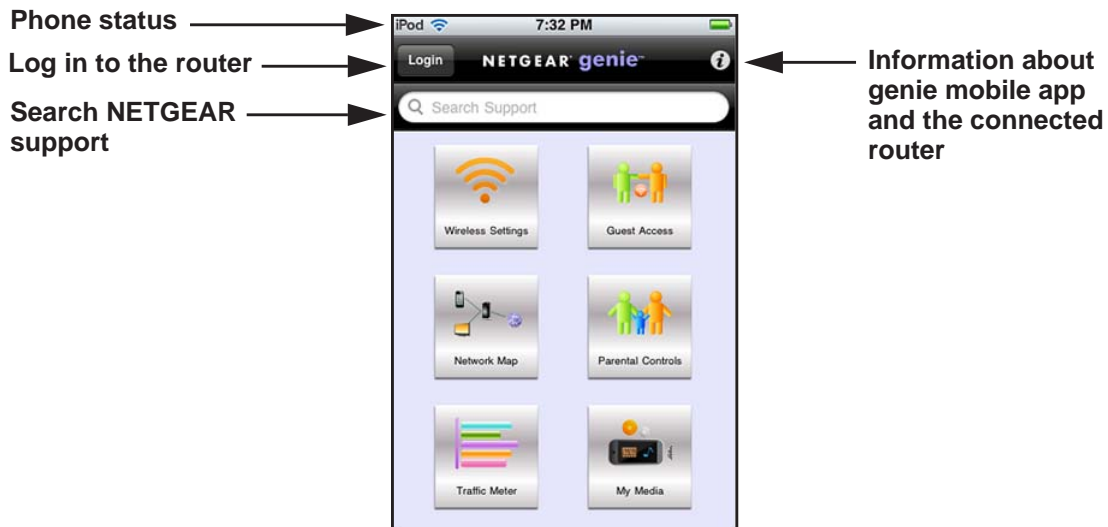 Phone status
Log in to the router
Search NETGEAR
support
iPod 7:32 PM
Login NETGEAR® genie™
Search Support
Information about
genie mobile app
and the connected
router
Wireless Settings
Guest Access
Network Map
Parental Controls
Traffic Meter
My Media